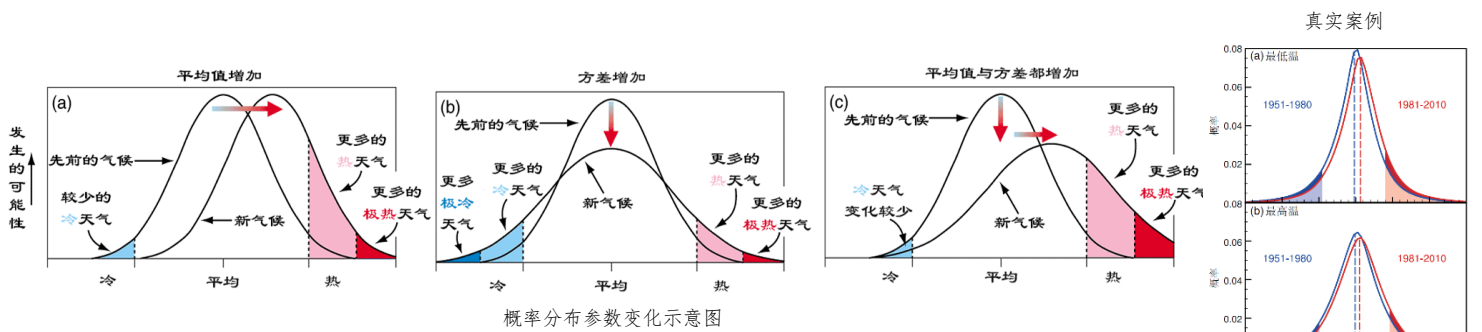 真实案例
平均值增加
(a)
发生的可能性
先前的气候
更多的
热天气
较少的
冷天气
新气候
更多的
极热天气
冷
平均
热
方差增加
(b)
先前的气候
更多的
冷天气
更多
极冷
天气
新气候
更多的
热天气
更多的
极热天气
冷
平均
热
平均值与方差都增加
(c)
先前的气候
更多的
热天气
冷天气
变化较少
新气候
更多的
极热天气
冷
平均
热
概率分布参数变化示意图
0.08
(a)最低温
0.06
1951-1980
1981-2010
概率
0.04
0.02
0.08
(b)最高温
0.06
1951-1980
1981-2010
概率
0.04
0.02